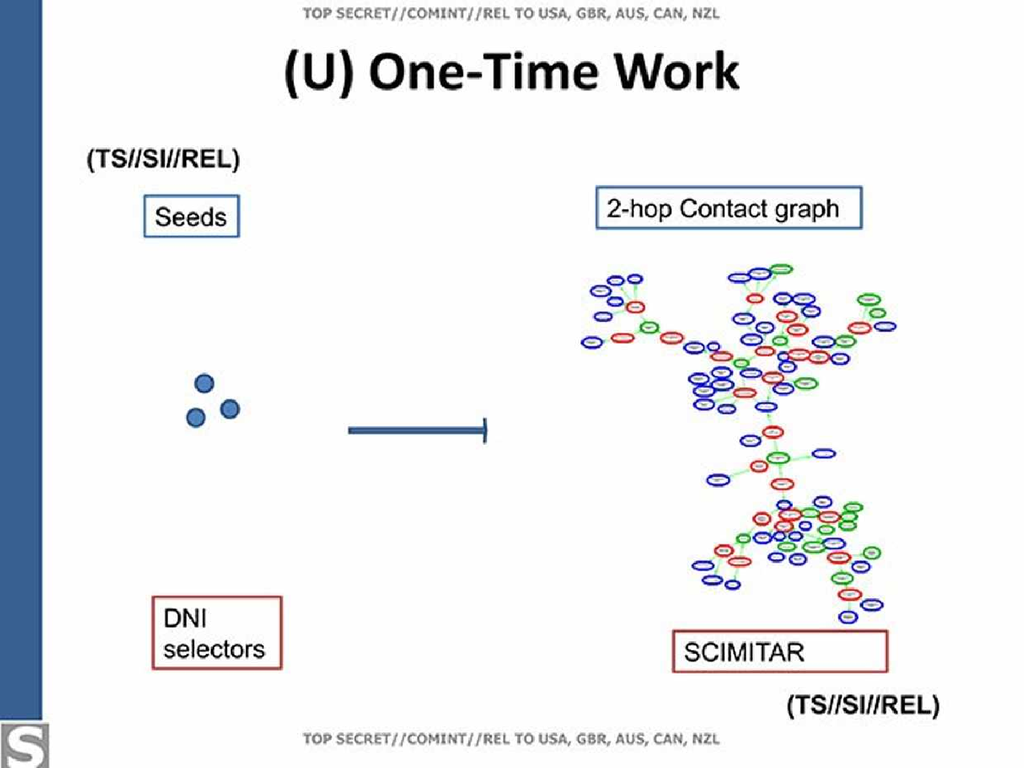 TOP SECRET//COMINT//REL TO USA, GBR, AUS, CAN, NZL
(U) One-Time Work
(TS//SI//REL)
Seeds
2-hop Contact graph
DNI
selectors
SCIMITAR
(TS//SI//REL)
S
TOP SECRET//COMINT//REL TO USA, GBR, AUS, CAN, NZL